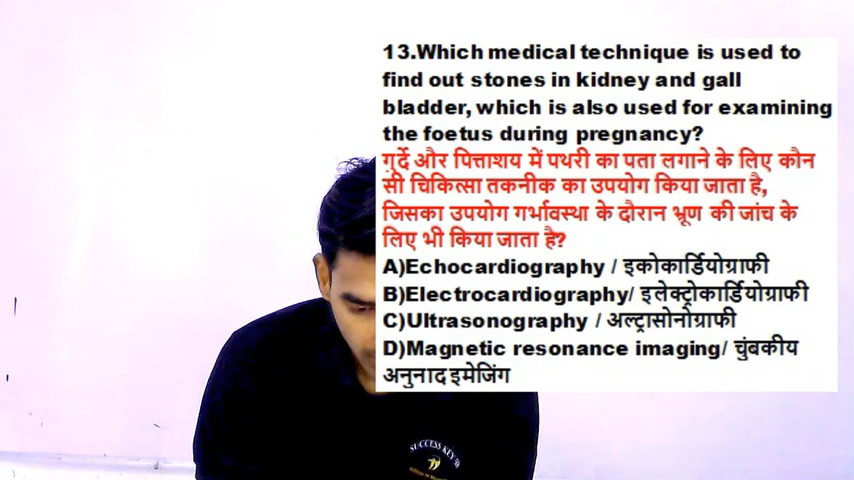 13.Which medical technique is used to
find out stones in kidney and gall
bladder, which is also used for examining
the foetus during pregnancy?
गुर्दे और पित्ताशय में पथरी का पता लगाने के लिए कौन
सी चिकित्सा तकनीक का उपयोग किया जाता है,
जिसका उपयोग गर्भावस्था के दौरान भ्रूण की जांच के
लिए भी किया जाता है?
A)Echocardiography / इकोकार्डियोग्राफी
B)Electrocardiography/ इलेक्ट्रोकार्डियोग्राफी
C)Ultrasonography / अल्ट्रासोनोग्राफी
D)Magnetic resonance imaging/ चुंबकीय
अनुनाद इमेजिंग
SUCCESS KEY